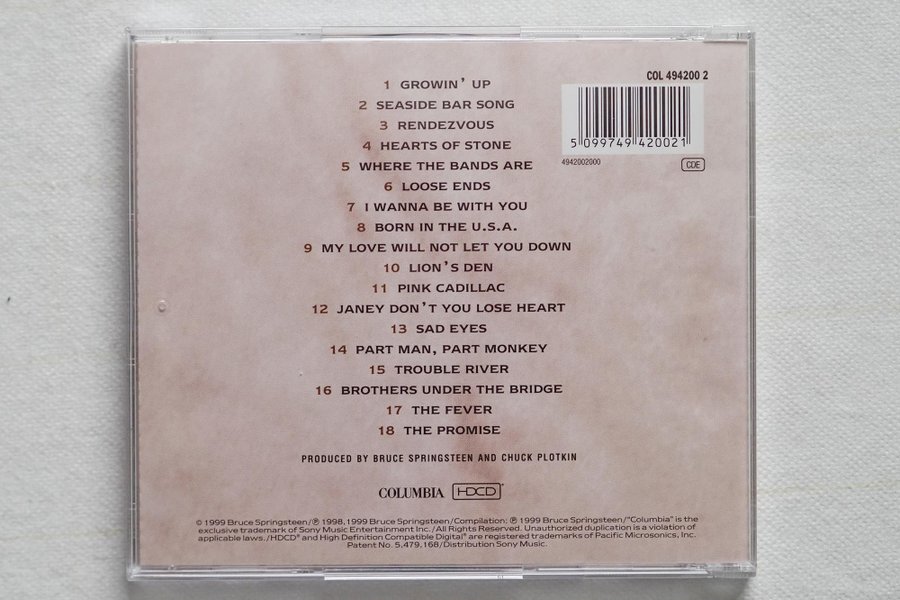 COL 494200 2
5 099749 420021
4942002000
CDE
1 GROWIN' UP
2 SEASIDE BAR SONG
3 RENDEZVOUS
4 HEARTS OF STONE
5 WHERE THE BANDS ARE
6 LOOSE ENDS
7 I WANNA BE WITH YOU
8 BORN IN THE U.S.A.
9 MY LOVE WILL NOT LET YOU DOWN
10 LION'S DEN
11 PINK CADILLAC
12 JANEY DON'T YOU LOSE HEART
13 SAD EYES
14 PART MAN, PART MONKEY
15 TROUBLE RIVER
16 BROTHERS UNDER THE BRIDGE
17 THE FEVER
18 THE PROMISE
PRODUCED BY BRUCE SPRINGSTEEN AND CHUCK PLOTKIN
COLUMBIA HDCD®
© 1999 Bruce Springsteen/℗ 1998, 1999 Bruce Springsteen/Compilation: ℗ 1999 Bruce Springsteen/"Columbia" is the
exclusive trademark of Sony Music Entertainment Inc./All Rights Reserved. Unauthorized duplication is a violation of
applicable laws./HDCD® and High Definition Compatible Digital® are registered trademarks of Pacific Microsonics, Inc.
Patent No. 5,479,168/Distribution Sony Music.